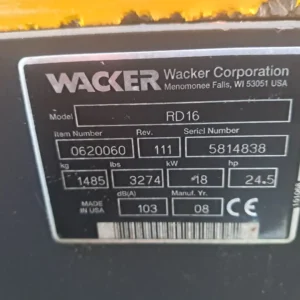 WACKER Wacker Corporation
Menomonee Falls, WI 53051 USA
Model RD16
Item Number Rev. Serial Number
0620060 111 5814838
kg lbs kW hp
1485 3274 18 24.5
dB(A) Manuf. Yr.
MADE IN USA 103 08 CE